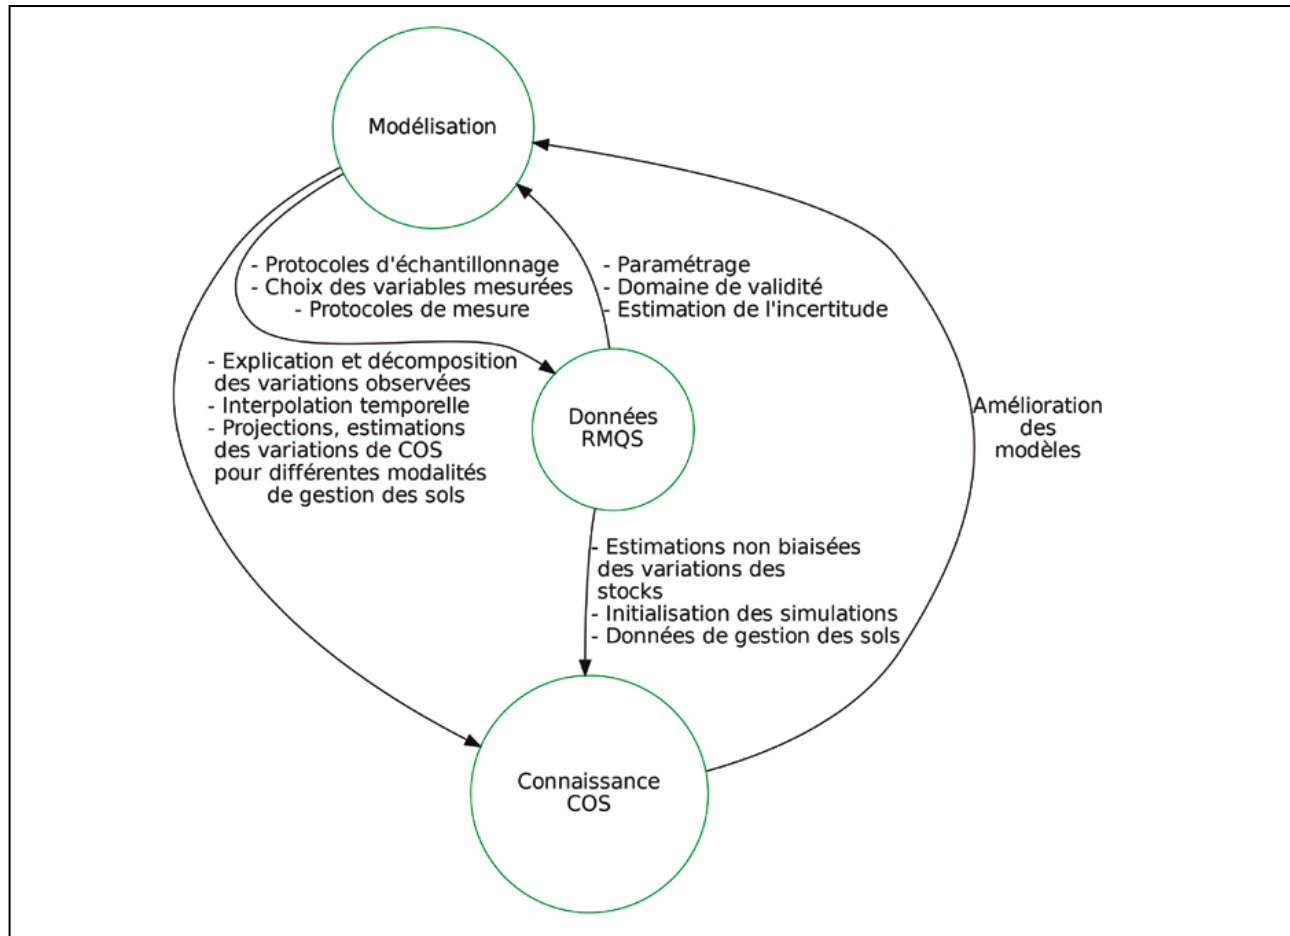 Modélisation
- Protocoles d'échantillonnage
- Choix des variables mesurées
- Protocoles de mesure
- Paramétrage
- Domaine de validité
- Estimation de l'incertitude
- Explication et décomposition
des variations observées
- Interpolation temporelle
- Projections, estimations
des variations de COS
pour différentes modalités
de gestion des sols
Données
RMQS
Amélioration
des
modèles
- Estimations non biaisées
des variations des
stocks
- Initialisation des simulations
- Données de gestion des sols
Connaissance
COS